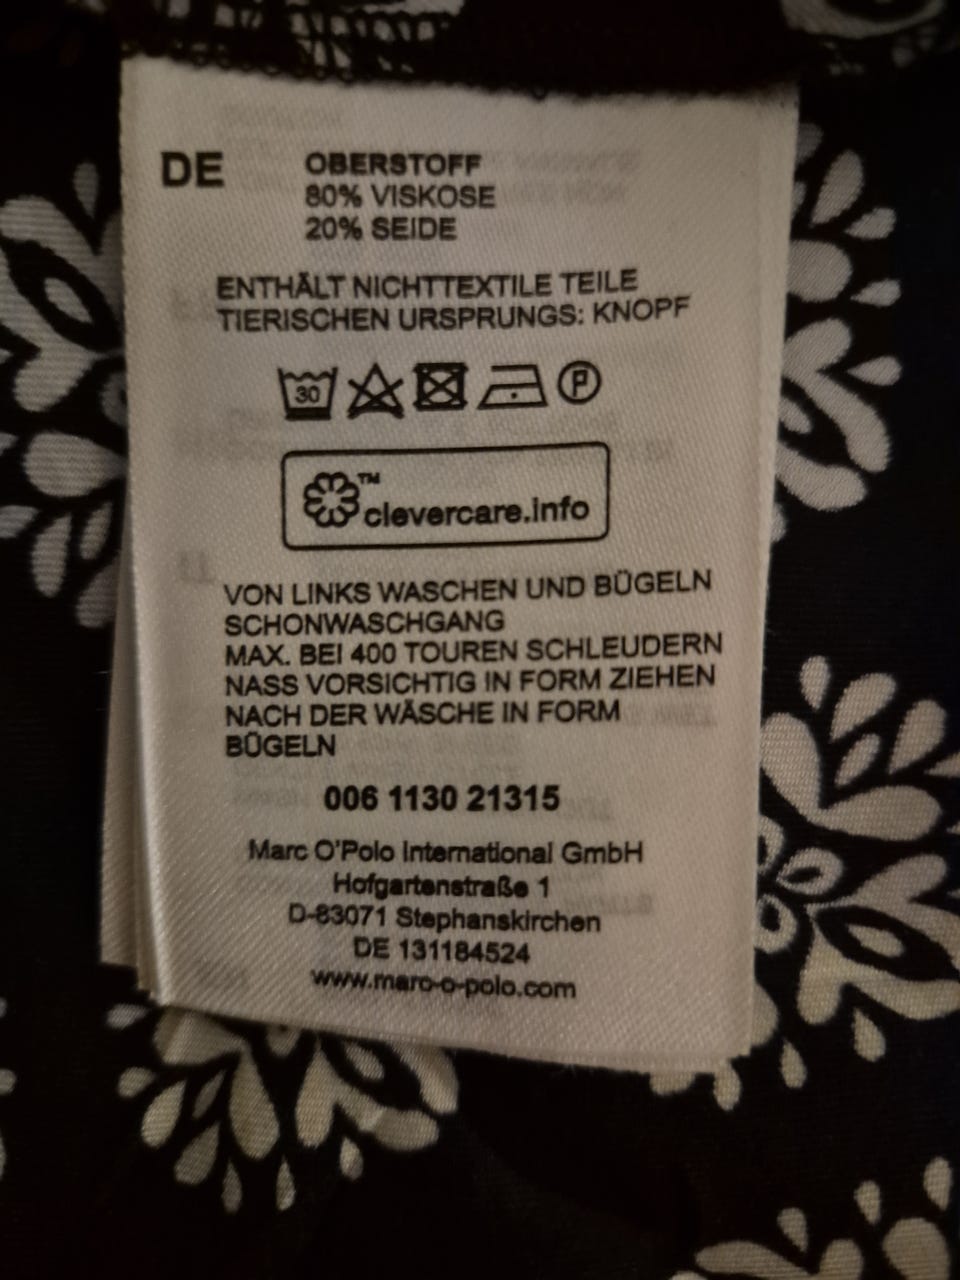 DE OBERSTOFF
80% VISKOSE
20% SEIDE
ENTHÄLT NICHTTEXTILE TEILE
TIERISCHEN URSPRUNGS: KNOPF
30 P
TM
clevercare.info
VON LINKS WASCHEN UND BÜGELN
SCHONWASCHGANG
MAX. BEI 400 TOUREN SCHLEUDERN
NASS VORSICHTIG IN FORM ZIEHEN
NACH DER WÄSCHE IN FORM
BÜGELN
006 1130 21315
Marc O'Polo International GmbH
Hofgartenstraße 1
D-83071 Stephanskirchen
DE 131184524
www.marc-o-polo.com